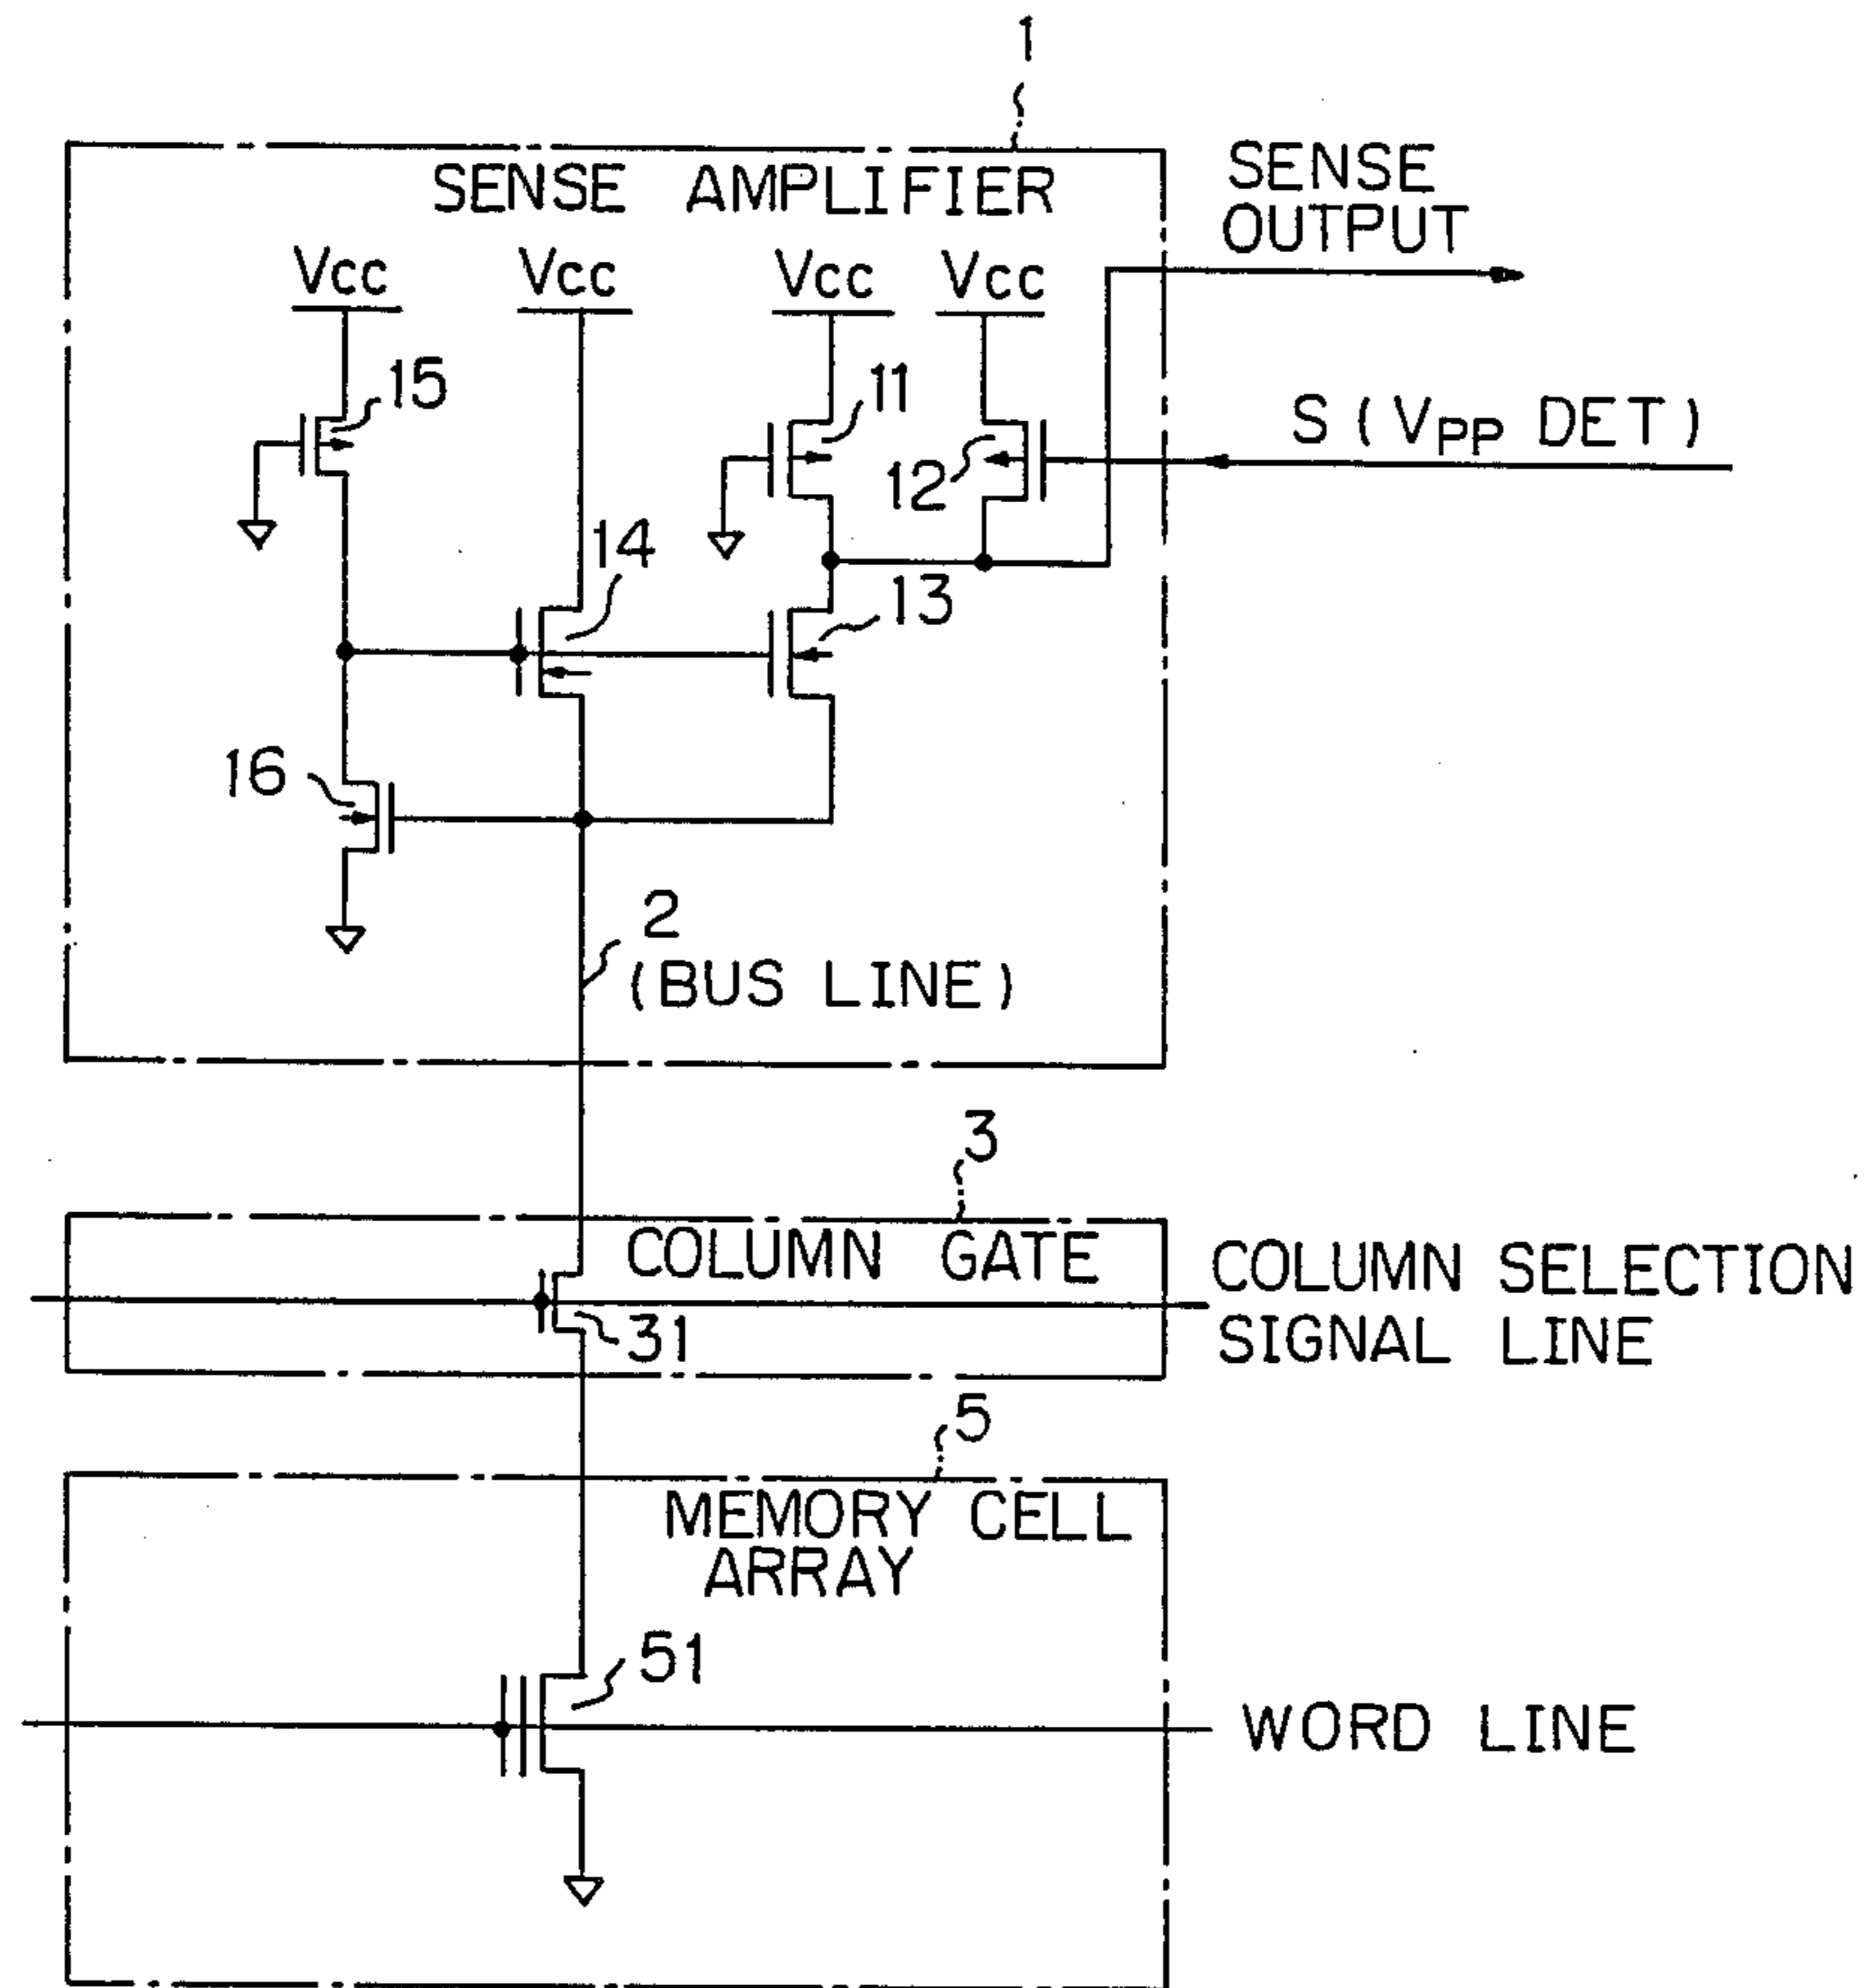 1
SENSE AMPLIFIER
SENSE
OUTPUT
Vcc
Vcc
Vcc
Vcc
15
11
S (VPP DET)
12
14
13
16
2
(BUS LINE)
3
COLUMN GATE
COLUMN SELECTION
SIGNAL LINE
31
5
MEMORY CELL
ARRAY
51
WORD LINE